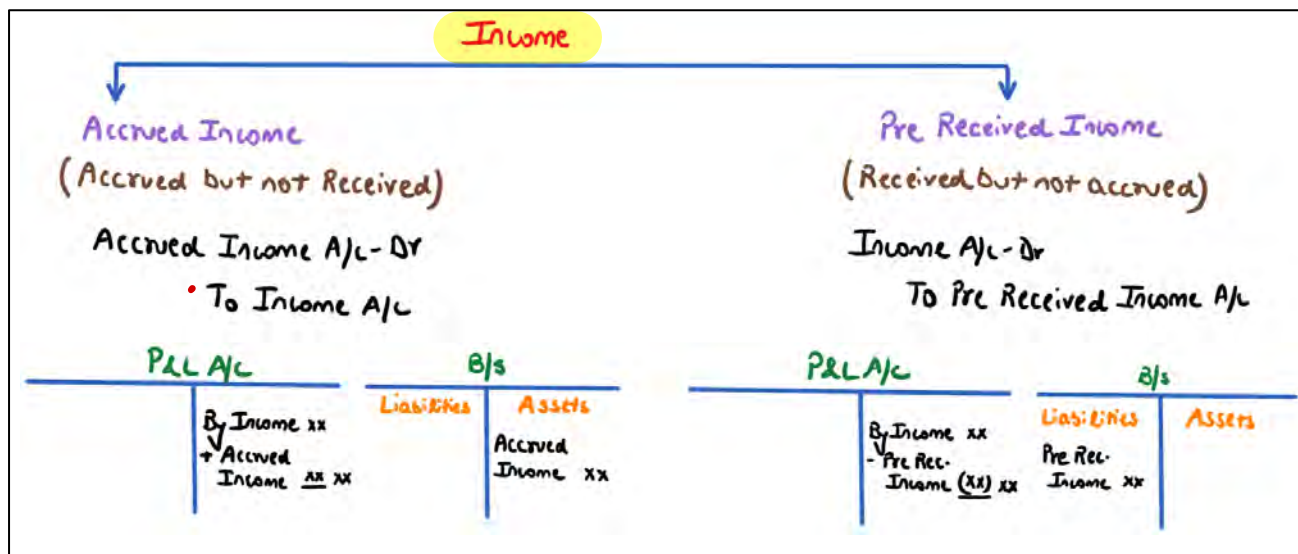 Income
Accrued Income
(Accrued but not Received)
Accrued Income A/c - Dr
To Income A/c
P&L A/c
By Income xx
+ Accrued
Income xx xx
B/s
Liabilities
Assets
Accrued
Income xx
Pre Received Income
(Received but not accrued)
Income A/c - Dr
To Pre Received Income A/c
P&L A/c
By Income xx
- Pre Rec.
Income (xx) xx
B/s
Liabilities
Assets
Pre Rec.
Income xx